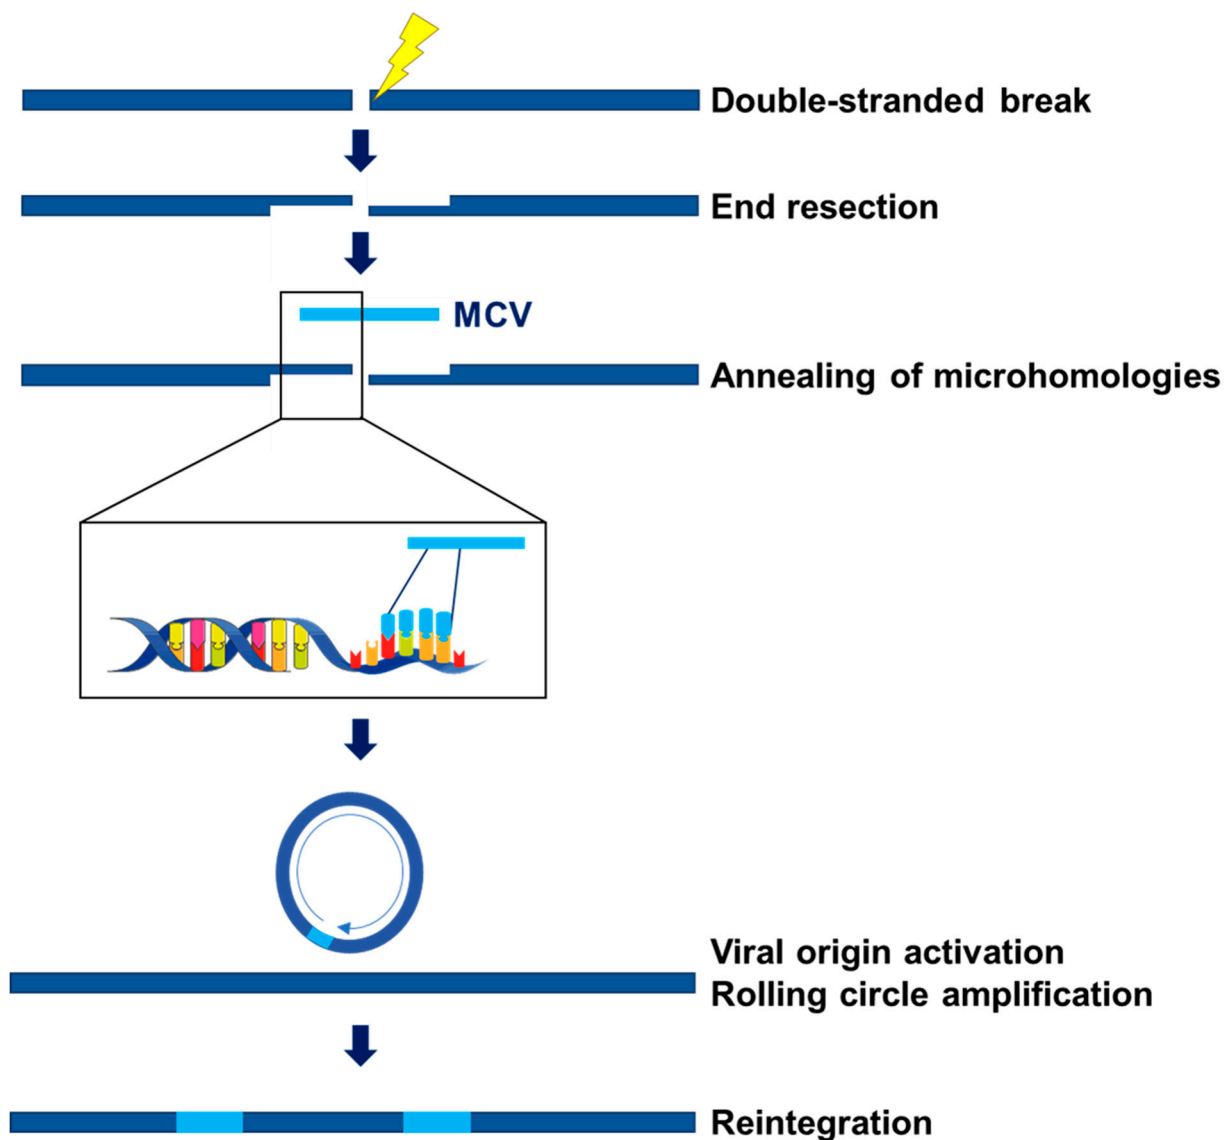 Double-stranded break
End resection
MCV
Annealing of microhomologies
Viral origin activation
Rolling circle amplification
Reintegration